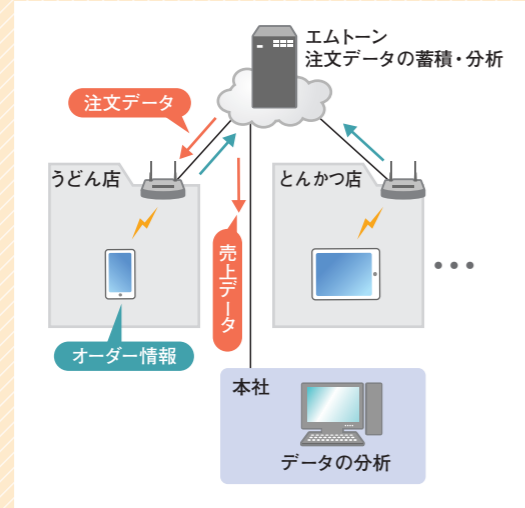 エムトーン
注文データの蓄積・分析
注文データ
うどん店
とんかつ店
売上データ
オーダー情報
本社
データの分析